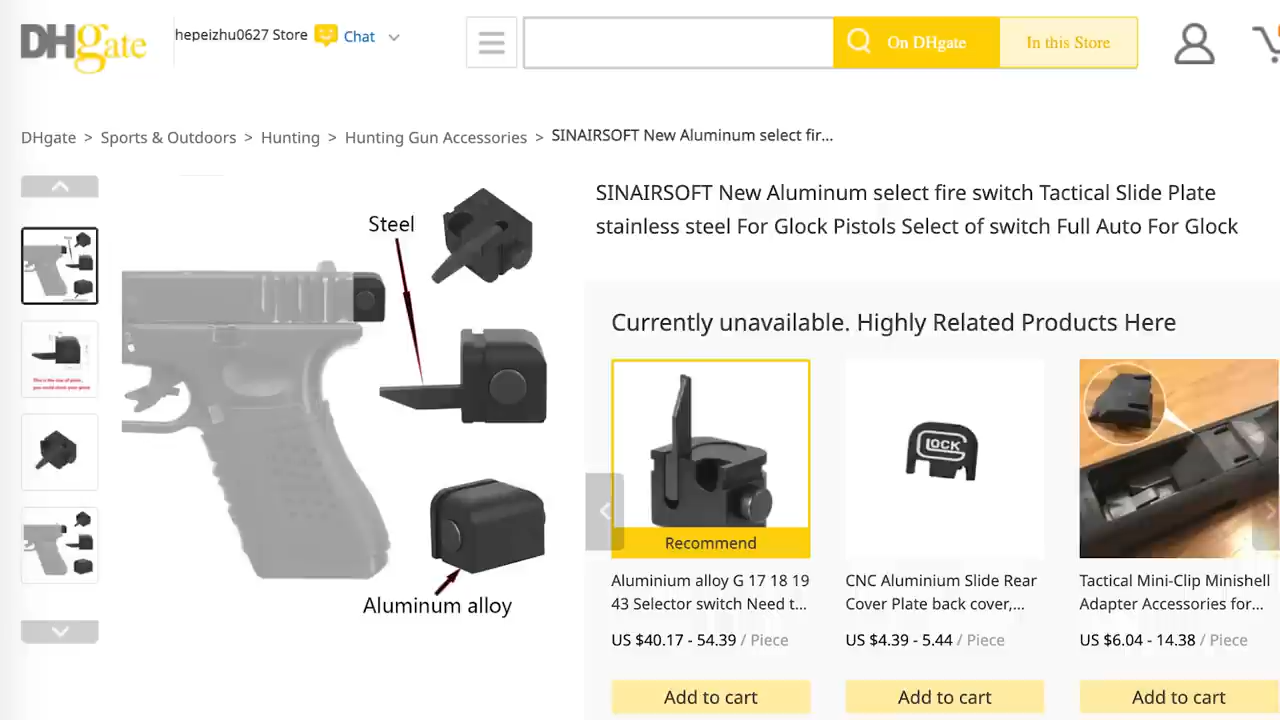 DHgate
hepeizhu0627 Store Chat
On DHgate
In this Store
DHgate > Sports & Outdoors > Hunting > Hunting Gun Accessories > SINAIRSOFT New Aluminum select fir...
SINAIRSOFT New Aluminum select fire switch Tactical Slide Plate
stainless steel For Glock Pistols Select of switch Full Auto For Glock
Steel
Aluminum alloy
Currently unavailable. Highly Related Products Here
Recommend
Aluminium alloy G 17 18 19
43 Selector switch Need t...
US $40.17 - 54.39 / Piece
Add to cart
GLOCK
CNC Aluminium Slide Rear
Cover Plate back cover,...
US $4.39 - 5.44 / Piece
Add to cart
Tactical Mini-Clip Minishell
Adapter Accessories for...
US $6.04 - 14.38 / Piece
Add to cart